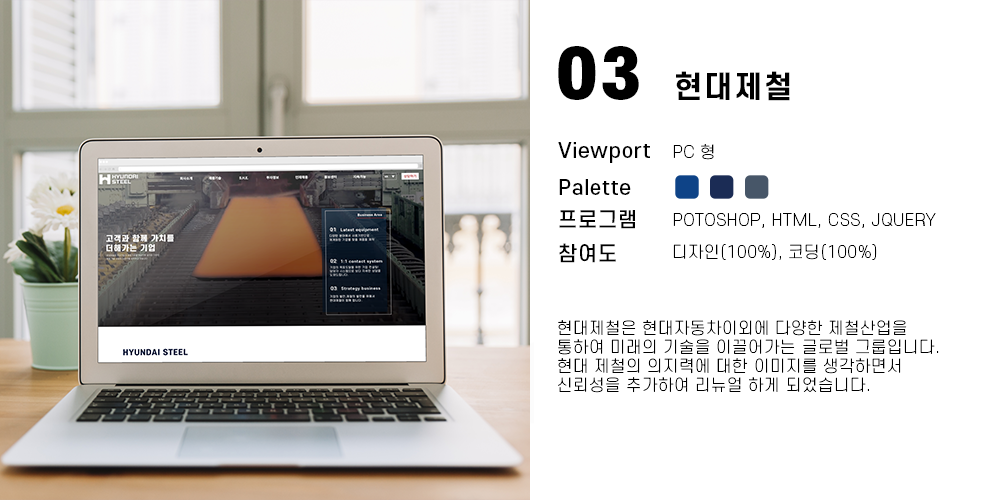 HYUNDAI
STEEL
고객과 함께 가치를
더해가는 기업
Business Area
01 Latest equipment
02 1:1 contact system
03 Strategy business
HYUNDAI STEEL
03 현대제철
Viewport PC 형
Palette
프로그램 POTOSHOP, HTML, CSS, JQUERY
참여도 디자인(100%), 코딩(100%)
현대제철은 현대자동차이외에 다양한 제철산업을
통하여 미래의 기술을 이끌어가는 글로벌 그룹입니다.
현대 제철의 의지력에 대한 이미지를 생각하면서
신뢰성을 추가하여 리뉴얼 하게 되었습니다.